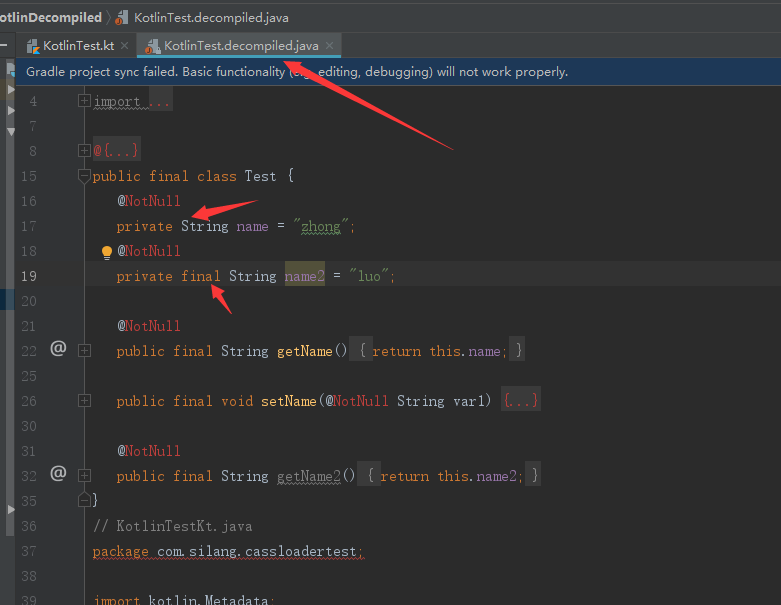 otlinDecompiled KotlinTest.decompiled.java
KotlinTest.kt × KotlinTest.decompiled.java ×
Gradle project sync failed. Basic functionality (e.g. editing, debugging) will not work properly.
4 import ...
7
8 @{...}
15 public final class Test {
16 @NotNull
17 private String name = "zhong";
18 @NotNull
19 private final String name2 = "luo";
20
21 @NotNull
22 public final String getName() { return this.name; }
25
26 public final void setName(@NotNull String var1) {...}
30
31 @NotNull
32 public final String getName2() { return this.name2; }
35 }
36 // KotlinTestKt.java
37 package com.silang.cassloadertest;
38
39 import kotlin.Metadata;